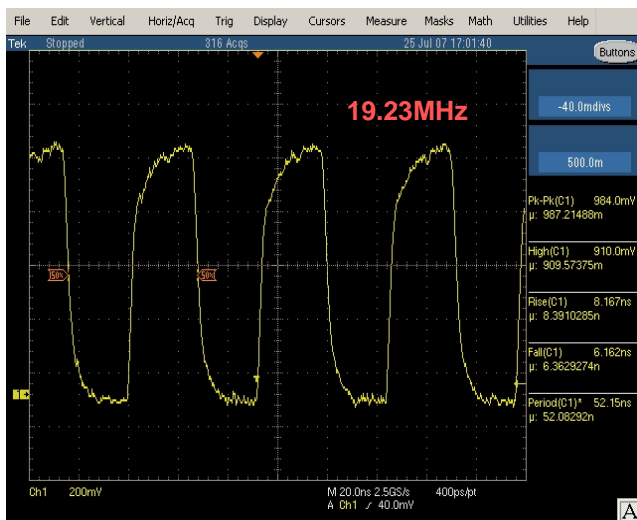 File Edit Vertical Horiz/Acq Trig Display Cursors Measure Masks Math Utilities Help
Tek Stopped 316 Acqs 25 Jul 07 17:01:40
Buttons
19.23MHz
-40.0mdivs
500.0m
Pk-Pk(C1) 984.0mV
µ: 987.21488m
High(C1) 910.0mV
µ: 909.57375m
50% 50%
Rise(C1) 8.167ns
µ: 8.3910285n
Fall(C1) 6.162ns
µ: 6.3629274n
1
Period(C1)* 52.15ns
µ: 52.08292n
Ch1 200mV M 20.0ns 2.5GS/s 400ps/pt
A Ch1 40.0mV
A